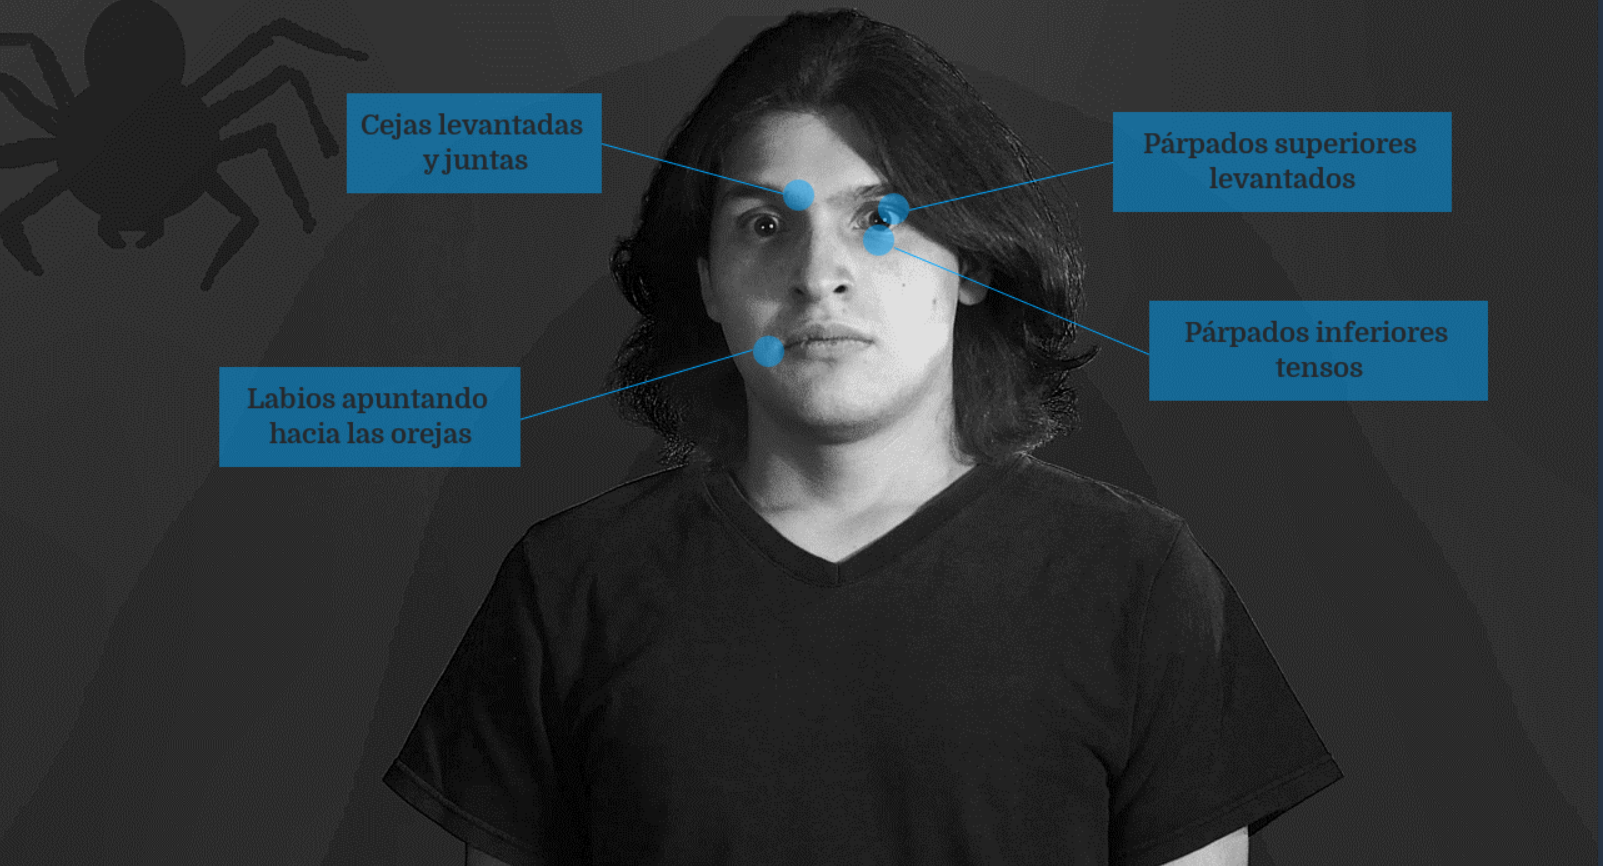 Cejas levantadas
y juntas
Párpados superiores
levantados
Párpados inferiores
tensos
Labios apuntando
hacia las orejas